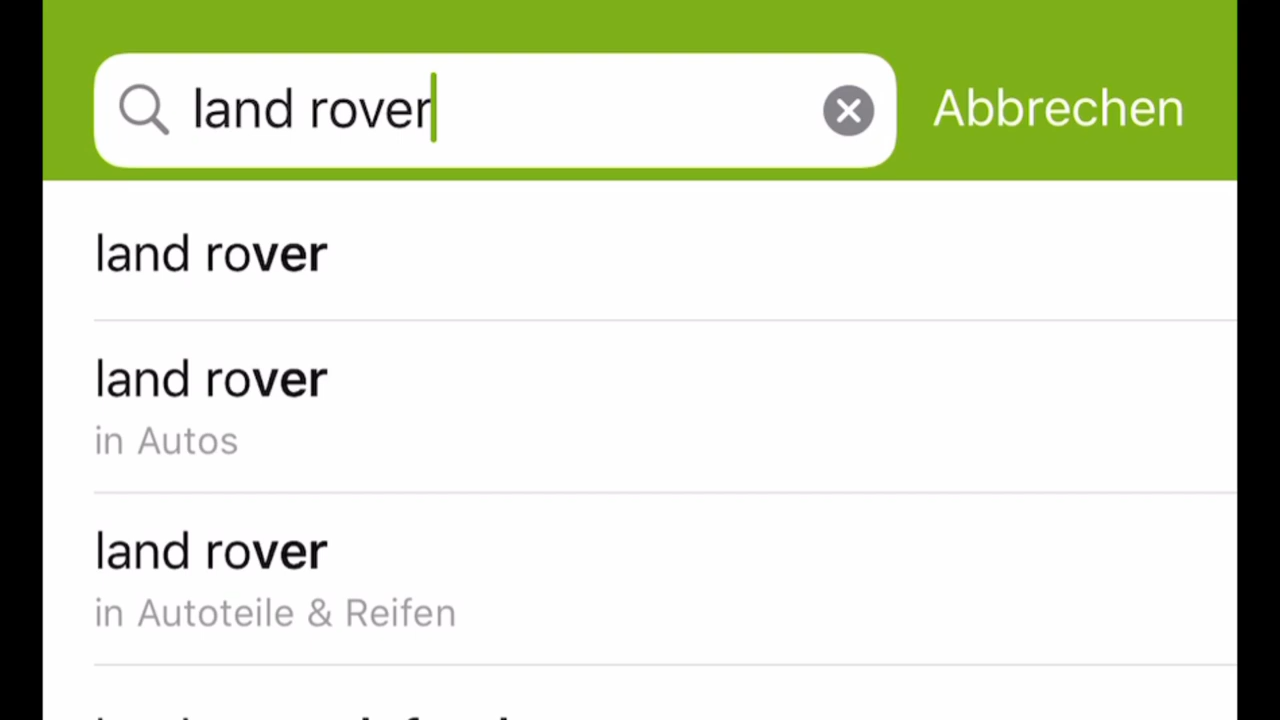 land rover
Abbrechen
land rover
land rover
in Autos
land rover
in Autoteile & Reifen